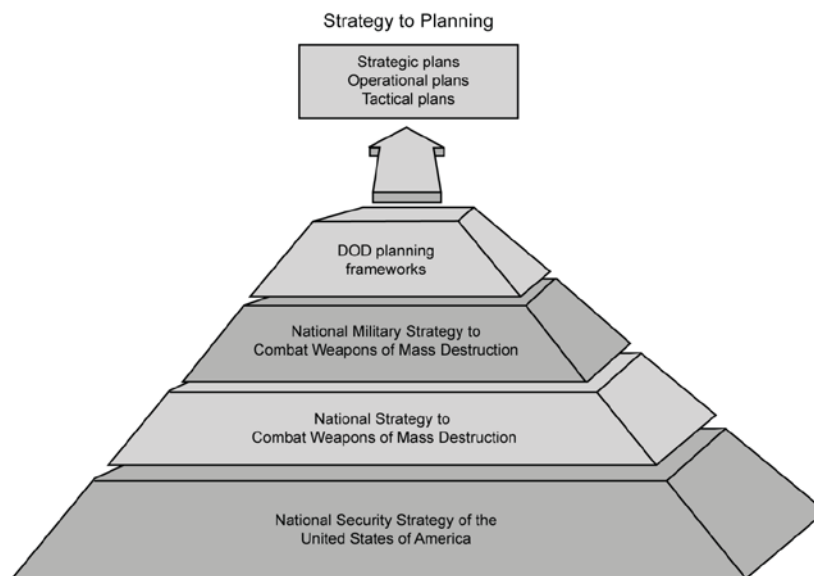 Strategy to Planning
Strategic plans
Operational plans
Tactical plans
DOD planning
frameworks
National Military Strategy to
Combat Weapons of Mass Destruction
National Strategy to
Combat Weapons of Mass Destruction
National Security Strategy of the
United States of America